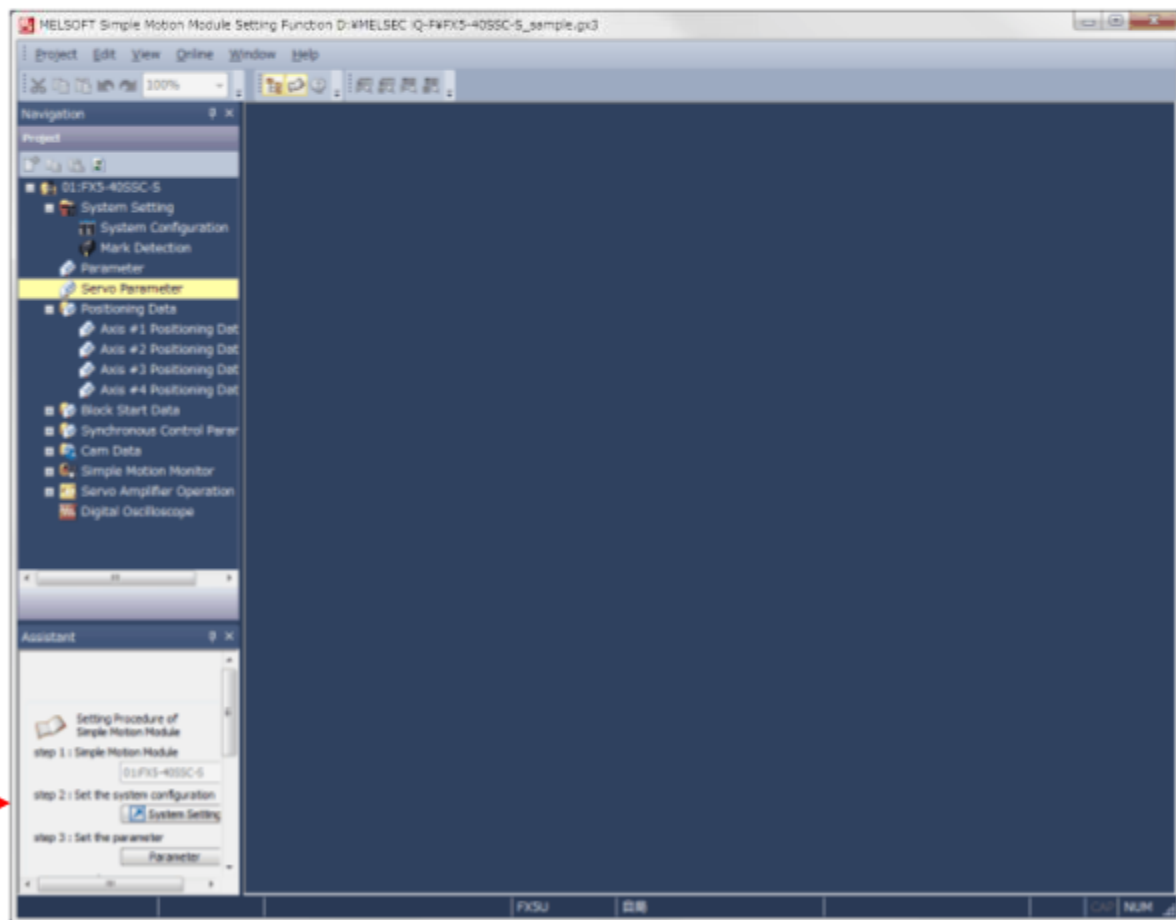 MELSOFT Simple Motion Module Setting Function D:¥MELSEC iQ-F¥FX5-40SSC-S_sample.gx3
Project Edit View Online Window Help
100%
Navigation
Project
01:FX5-40SSC-S
System Setting
System Configuration
Mark Detection
Parameter
Servo Parameter
Positioning Data
Axis #1 Positioning Dat
Axis #2 Positioning Dat
Axis #3 Positioning Dat
Axis #4 Positioning Dat
Block Start Data
Synchronous Control Parar
Cam Data
Simple Motion Monitor
Servo Amplifier Operation
Digital Oscilloscope
Assistant
Setting Procedure of
Simple Motion Module
step 1 : Simple Motion Module
01:FX5-40SSC-S
step 2 : Set the system configuration
System Setting
step 3 : Set the parameter
Parameter
FX5U 自局 CAP NUM